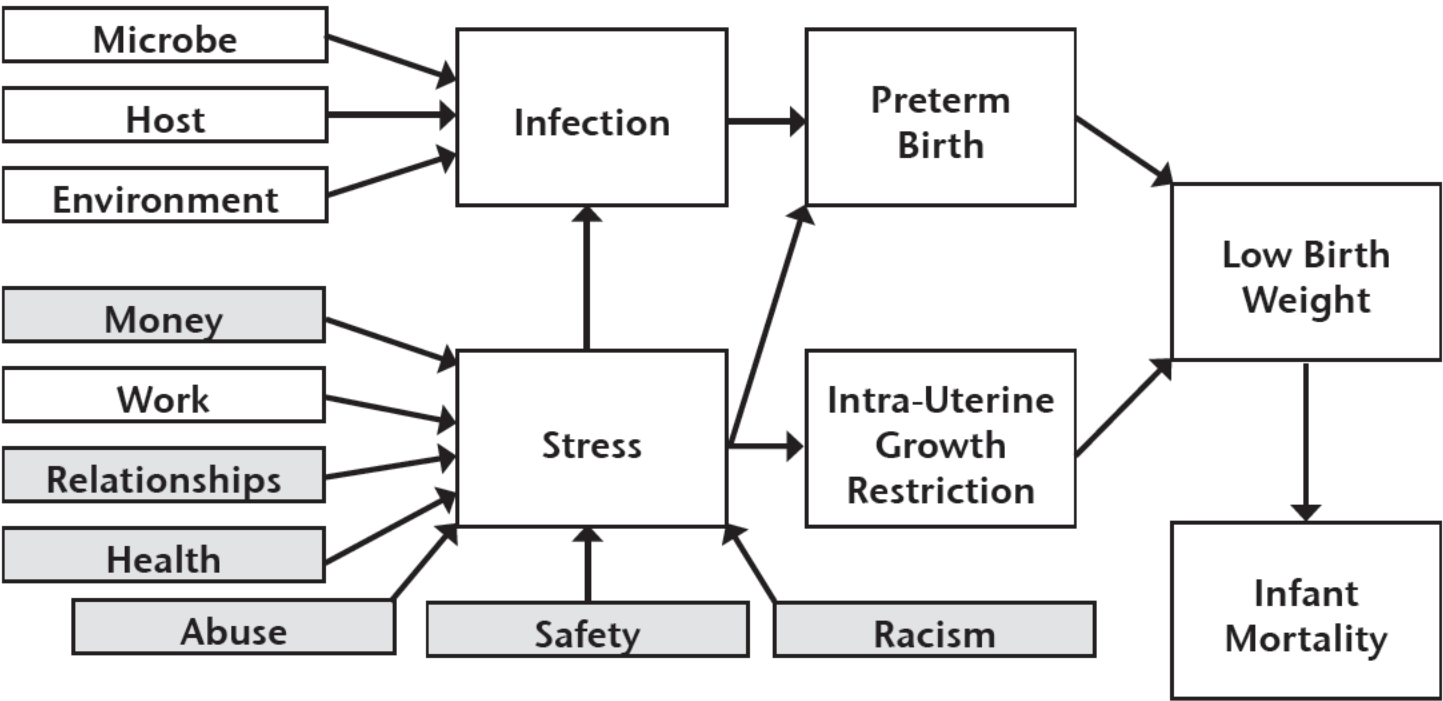 Microbe
Host
Environment
Infection
Preterm
Birth
Low Birth
Weight
Money
Work
Relationships
Health
Abuse
Safety
Racism
Stress
Intra-Uterine
Growth
Restriction
Infant
Mortality